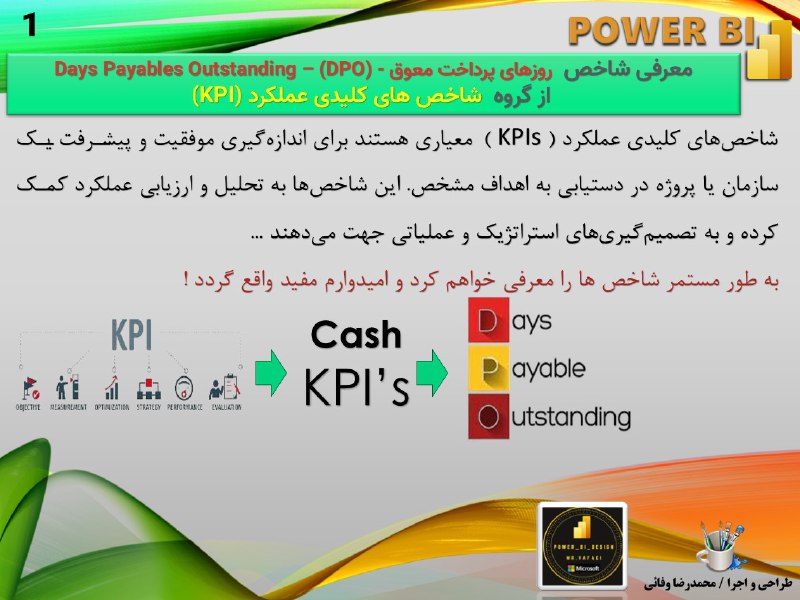 1
POWER BI
معرفی شاخص روزهای پرداخت معوق - Days Payables Outstanding – (DPO)
از گروه شاخص های کلیدی عملکرد (KPI)
شاخص‌های کلیدی عملکرد ( KPIs ) معیاری هستند برای اندازه‌گیری موفقیت و پیشرفت یک
سازمان یا پروژه در دستیابی به اهداف مشخص. این شاخص‌ها به تحلیل و ارزیابی عملکرد کمک
کرده و به تصمیم‌گیری‌های استراتژیک و عملیاتی جهت می‌دهند ...
به طور مستمر شاخص ها را معرفی خواهم کرد و امیدوارم مفید واقع گردد !
KPI
OBJECTIVE MEASUREMENT OPTIMIZATION STRATEGY PERFORMANCE EVALUATION
Cash
KPI’s
Days
Payable
Outstanding
POWER_BI_DESIGN
MR.VAFAEI
Microsoft
طراحی و اجرا / محمدرضا وفائی